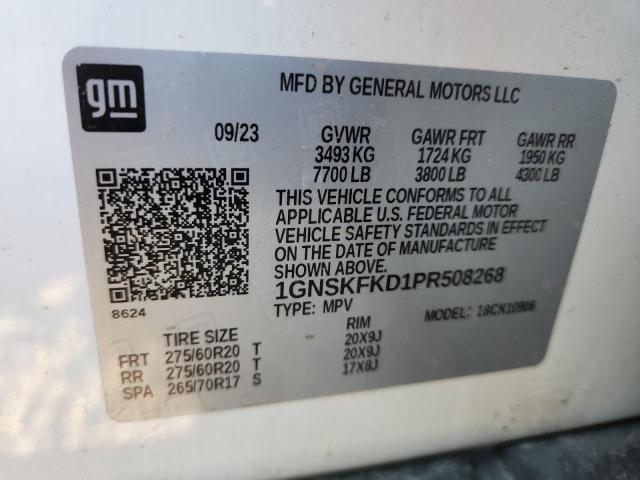 gm
MFD BY GENERAL MOTORS LLC
09/23 GVWR GAWR FRT GAWR RR
3493 KG 1724 KG 1950 KG
7700 LB 3800 LB 4300 LB
THIS VEHICLE CONFORMS TO ALL
APPLICABLE U.S. FEDERAL MOTOR
VEHICLE SAFETY STANDARDS IN EFFECT
ON THE DATE OF MANUFACTURE
SHOWN ABOVE.
1GNSKFKD1PR508268
8624
TYPE: MPV MODEL: 18CK10906
TIRE SIZE RIM
FRT 275/60R20 T 20X9J
RR 275/60R20 T 20X9J
SPA 265/70R17 S 17X8J